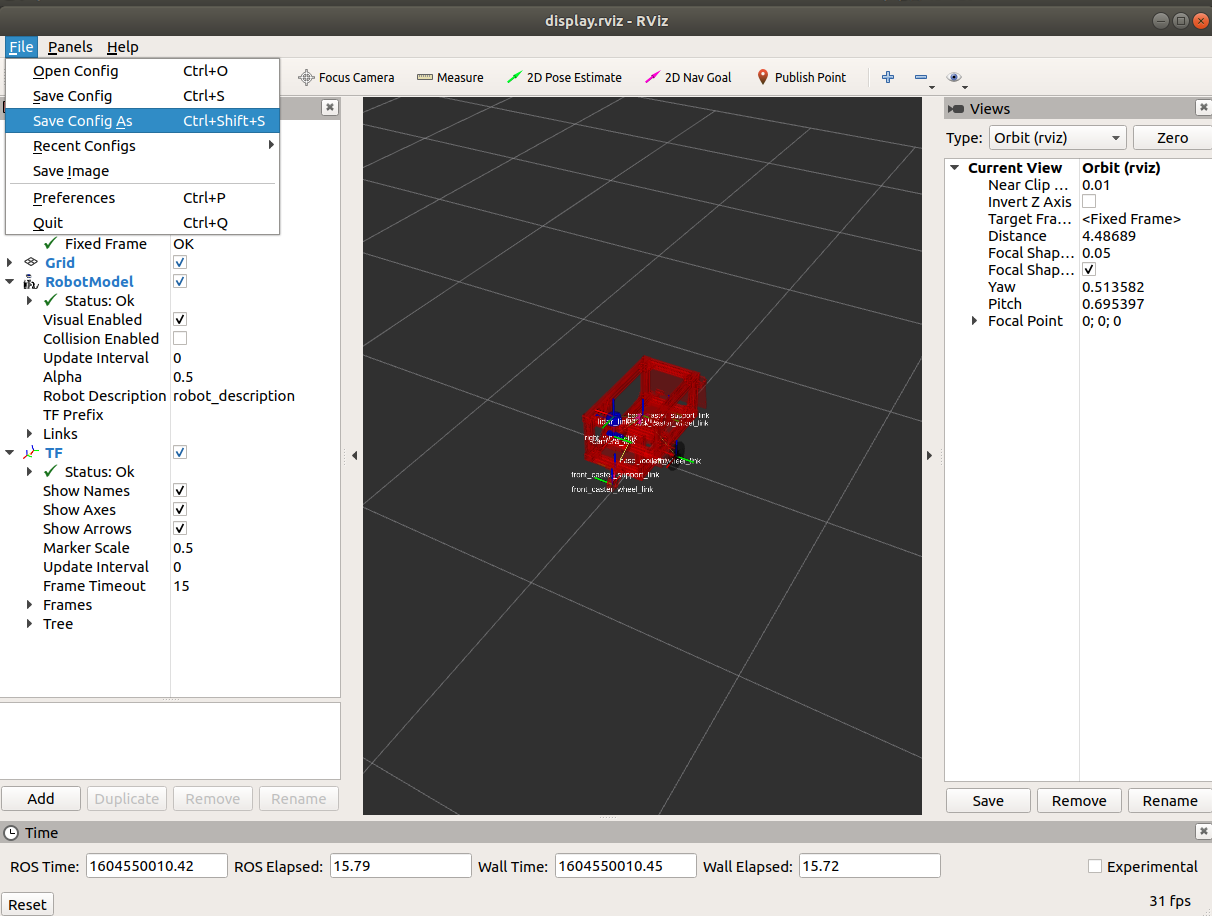 display.rviz - RViz
File Panels Help
Open Config Ctrl+O
Save Config Ctrl+S
Save Config As Ctrl+Shift+S
Recent Configs
Save Image
Preferences Ctrl+P
Quit Ctrl+Q
Focus Camera Measure 2D Pose Estimate 2D Nav Goal Publish Point
Fixed Frame OK
Grid
RobotModel
Status: Ok
Visual Enabled
Collision Enabled
Update Interval 0
Alpha 0.5
Robot Description robot_description
TF Prefix
Links
TF
Status: Ok
Show Names
Show Axes
Show Arrows
Marker Scale 0.5
Update Interval 0
Frame Timeout 15
Frames
Tree
Add Duplicate Remove Rename
front_caster_support_link
front_caster_wheel_link
Views
Type: Orbit (rviz) Zero
Current View Orbit (rviz)
Near Clip ... 0.01
Invert Z Axis
Target Fra... <Fixed Frame>
Distance 4.48689
Focal Shap... 0.05
Focal Shap...
Yaw 0.513582
Pitch 0.695397
Focal Point 0; 0; 0
Save Remove Rename
Time
ROS Time: 1604550010.42 ROS Elapsed: 15.79 Wall Time: 1604550010.45 Wall Elapsed: 15.72 Experimental
Reset 31 fps